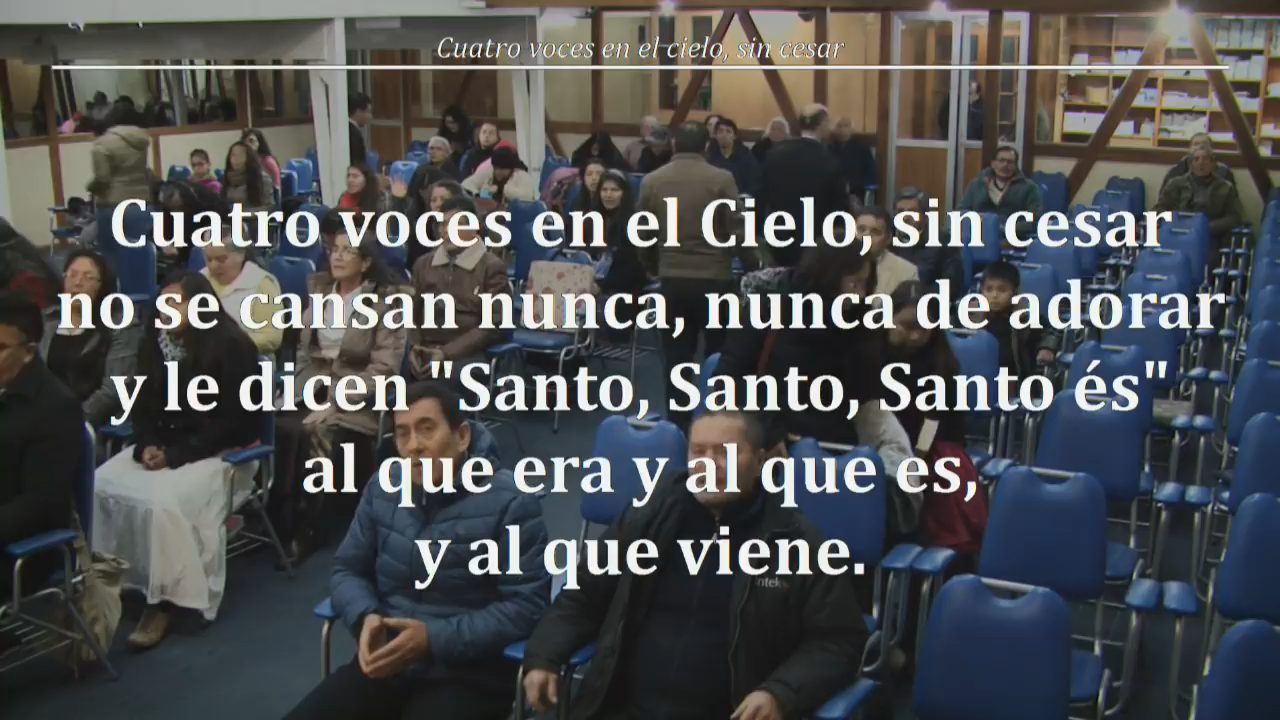 Cuatro voces en el cielo, sin cesar
Cuatro voces en el Cielo, sin cesar
no se cansan nunca, nunca de adorar
y le dicen "Santo, Santo, Santo és"
al que era y al que es,
y al que viene.